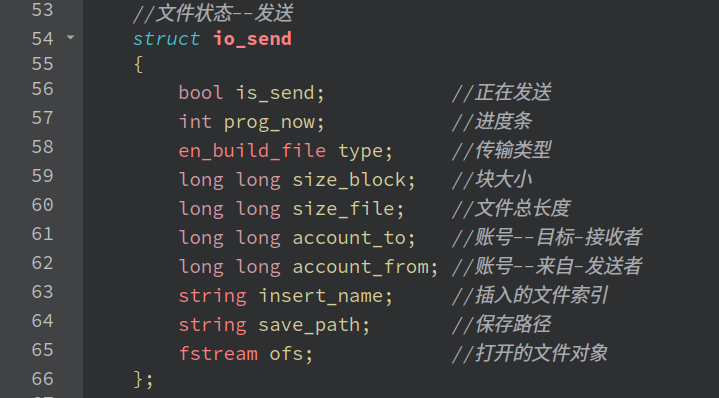 53 //文件状态--发送
54 struct io_send
55 {
56 bool is_send; //正在发送
57 int prog_now; //进度条
58 en_build_file type; //传输类型
59 long long size_block; //块大小
60 long long size_file; //文件总长度
61 long long account_to; //账号--目标-接收者
62 long long account_from; //账号--来自-发送者
63 string insert_name; //插入的文件索引
64 string save_path; //保存路径
65 fstream ofs; //打开的文件对象
66 };